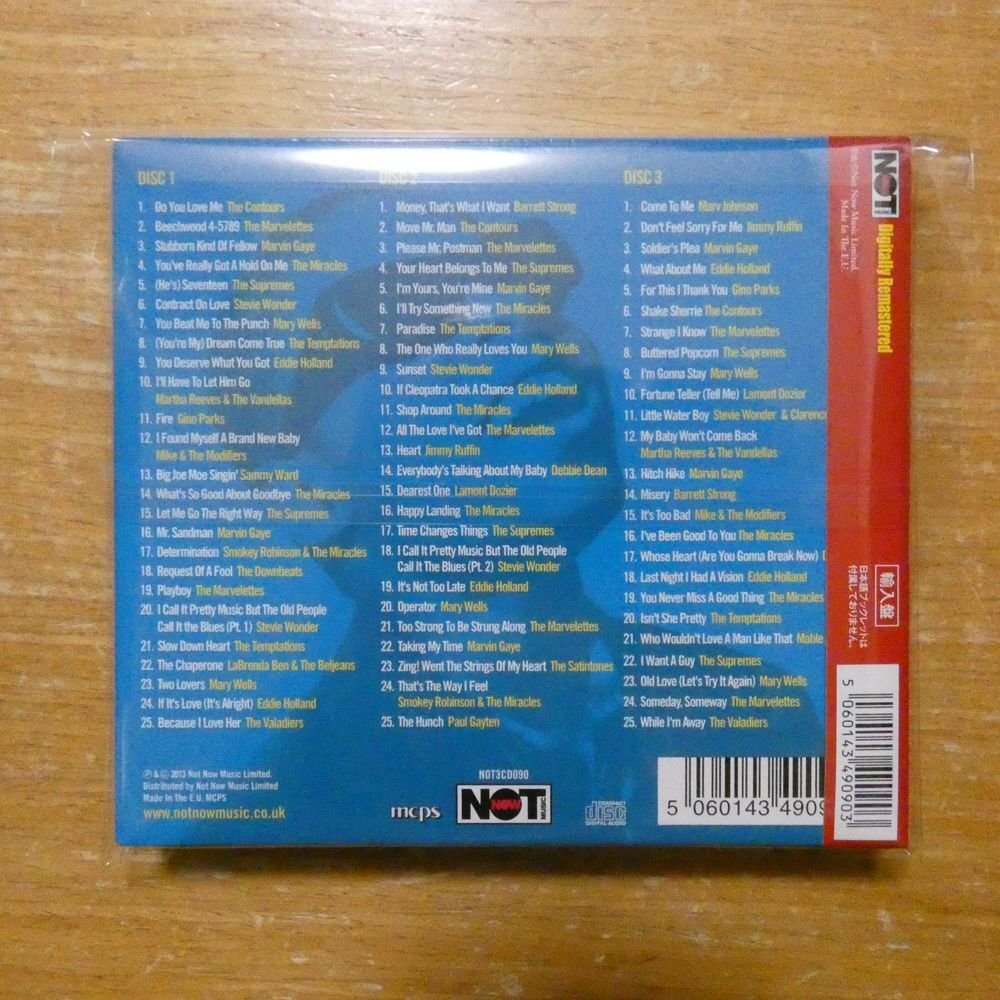 DISC 1
1. Do You Love Me The Contours
2. Beechwood 4-5789 The Marvelettes
3. Stubborn Kind Of Fellow Marvin Gaye
4. You've Really Got A Hold On Me The Miracles
5. (He's) Seventeen The Supremes
6. Contract On Love Stevie Wonder
7. You Beat Me To The Punch Mary Wells
8. (You're My) Dream Come True The Temptations
9. You Deserve What You Got Eddie Holland
10. I'll Have To Let Him Go
Martha Reeves & The Vandellas
11. Fire Gino Parks
12. I Found Myself A Brand New Baby
Mike & The Modifiers
13. Big Joe Moe Singin' Sammy Ward
14. What's So Good About Goodbye The Miracles
15. Let Me Go The Right Way The Supremes
16. Mr. Sandman Marvin Gaye
17. Determination Smokey Robinson & The Miracles
18. Request Of A Fool The Downbeats
19. Playboy The Marvelettes
20. I Call It Pretty Music But The Old People
Call It the Blues (Pt. 1) Stevie Wonder
21. Slow Down Heart The Temptations
22. The Chaperone LaBrenda Ben & The Beljeans
23. Two Lovers Mary Wells
24. If It's Love (It's Alright) Eddie Holland
25. Because I Love Her The Valadiers
DISC 2
1. Money, That's What I Want Barrett Strong
2. Move Mr. Man The Contours
3. Please Mr. Postman The Marvelettes
4. Your Heart Belongs To Me The Supremes
5. I'm Yours, You're Mine Marvin Gaye
6. I'll Try Something New The Miracles
7. Paradise The Temptations
8. The One Who Really Loves You Mary Wells
9. Sunset Stevie Wonder
10. If Cleopatra Took A Chance Eddie Holland
11. Shop Around The Miracles
12. All The Love I've Got The Marvelettes
13. Heart Jimmy Ruffin
14. Everybody's Talking About My Baby Debbie Dean
15. Dearest One Lamont Dozier
16. Happy Landing The Miracles
17. Time Changes Things The Supremes
18. I Call It Pretty Music But The Old People
Call It The Blues (Pt. 2) Stevie Wonder
19. It's Not Too Late Eddie Holland
20. Operator Mary Wells
21. Too Strong To Be Strung Along The Marvelettes
22. Taking My Time Marvin Gaye
23. Zing! Went The Strings Of My Heart The Satintones
24. That's The Way I Feel
Smokey Robinson & The Miracles
25. The Hunch Paul Gayten
DISC 3
1. Come To Me Marv Johnson
2. Don't Feel Sorry For Me Jimmy Ruffin
3. Soldier's Plea Marvin Gaye
4. What About Me Eddie Holland
5. For This I Thank You Gino Parks
6. Shake Sherrie The Contours
7. Strange I Know The Marvelettes
8. Buttered Popcorn The Supremes
9. I'm Gonna Stay Mary Wells
10. Fortune Teller (Tell Me) Lamont Dozier
11. Little Water Boy Stevie Wonder & Clarence
12. My Baby Won't Come Back
Martha Reeves & The Vandellas
13. Hitch Hike Marvin Gaye
14. Misery Barrett Strong
15. It's Too Bad Mike & The Modifiers
16. I've Been Good To You The Miracles
17. Whose Heart (Are You Gonna Break Now)
18. Last Night I Had A Vision Eddie Holland
19. You Never Miss A Good Thing The Miracles
20. Isn't She Pretty The Temptations
21. Who Wouldn't Love A Man Like That Mable
22. I Want A Guy The Supremes
23. Old Love (Let's Try It Again) Mary Wells
24. Someday, Someway The Marvelettes
25. While I'm Away The Valadiers
℗ & © 2013 Not Now Music Limited.
Distributed by Not Now Music Limited
Made In The E.U. MCPS
www.notnowmusic.co.uk
mcps
NOT3CD090
NOT NOW MUSIC
COMPACT
disc
DIGITAL AUDIO
5 060143 4909
NOT
Digitally Remastered
Now Music Limited.
Made In The E.U
輸入盤
日本語ブックレットは
付属しておりません。
5 060143 490903